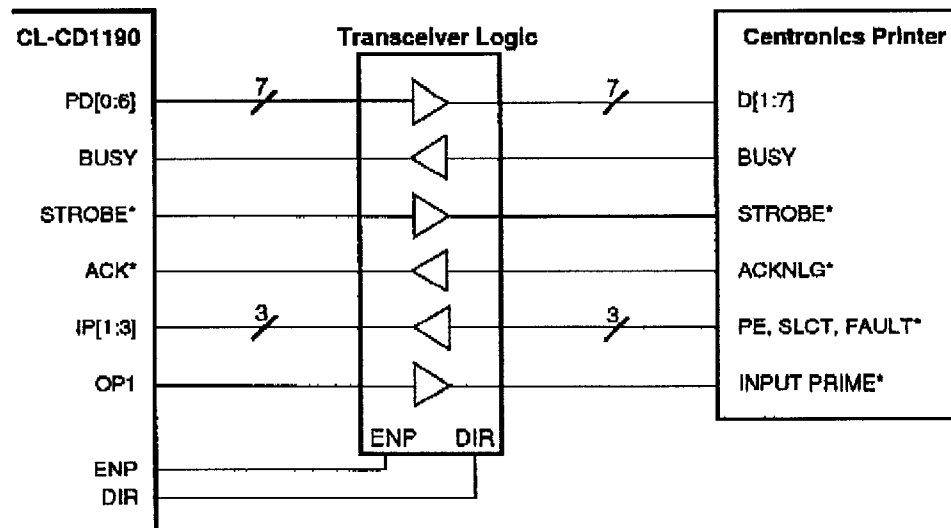 CL-CD1190 Transceiver Logic Centronics Printer
PD[0:6] 7 7 D[1:7]
BUSY BUSY
STROBE* STROBE*
ACK* ACKNLG*
IP[1:3] 3 3 PE, SLCT, FAULT*
OP1 INPUT PRIME*
ENP DIR
ENP
DIR